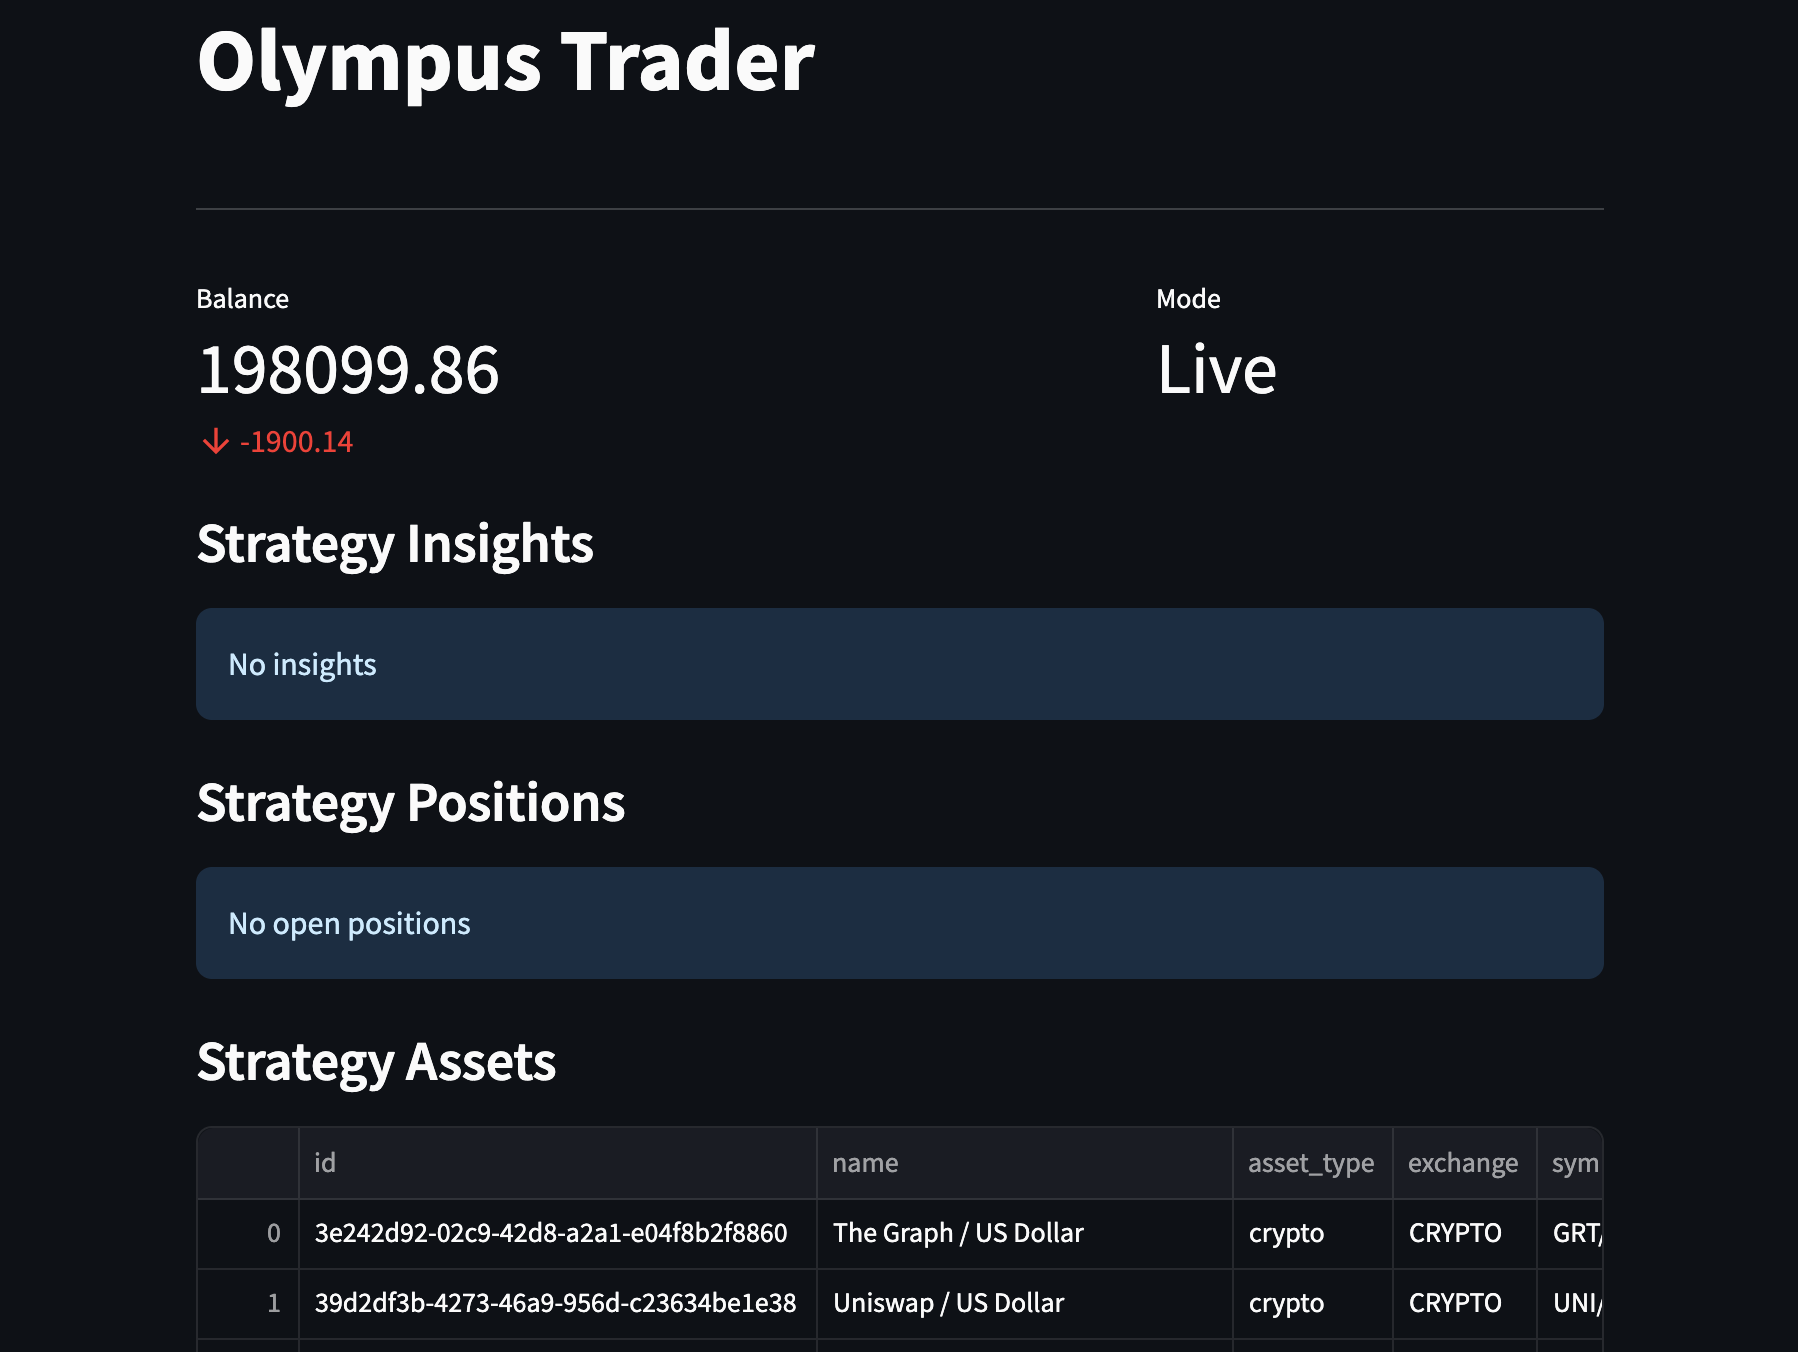 Olympus Trader
Balance
Mode
198099.86
Live
-1900.14
Strategy Insights
No insights
Strategy Positions
No open positions
Strategy Assets
id name asset_type exchange sym
0 3e242d92-02c9-42d8-a2a1-e04f8b2f8860 The Graph / US Dollar crypto CRYPTO GRT/
1 39d2df3b-4273-46a9-956d-c23634be1e38 Uniswap / US Dollar crypto CRYPTO UNI/